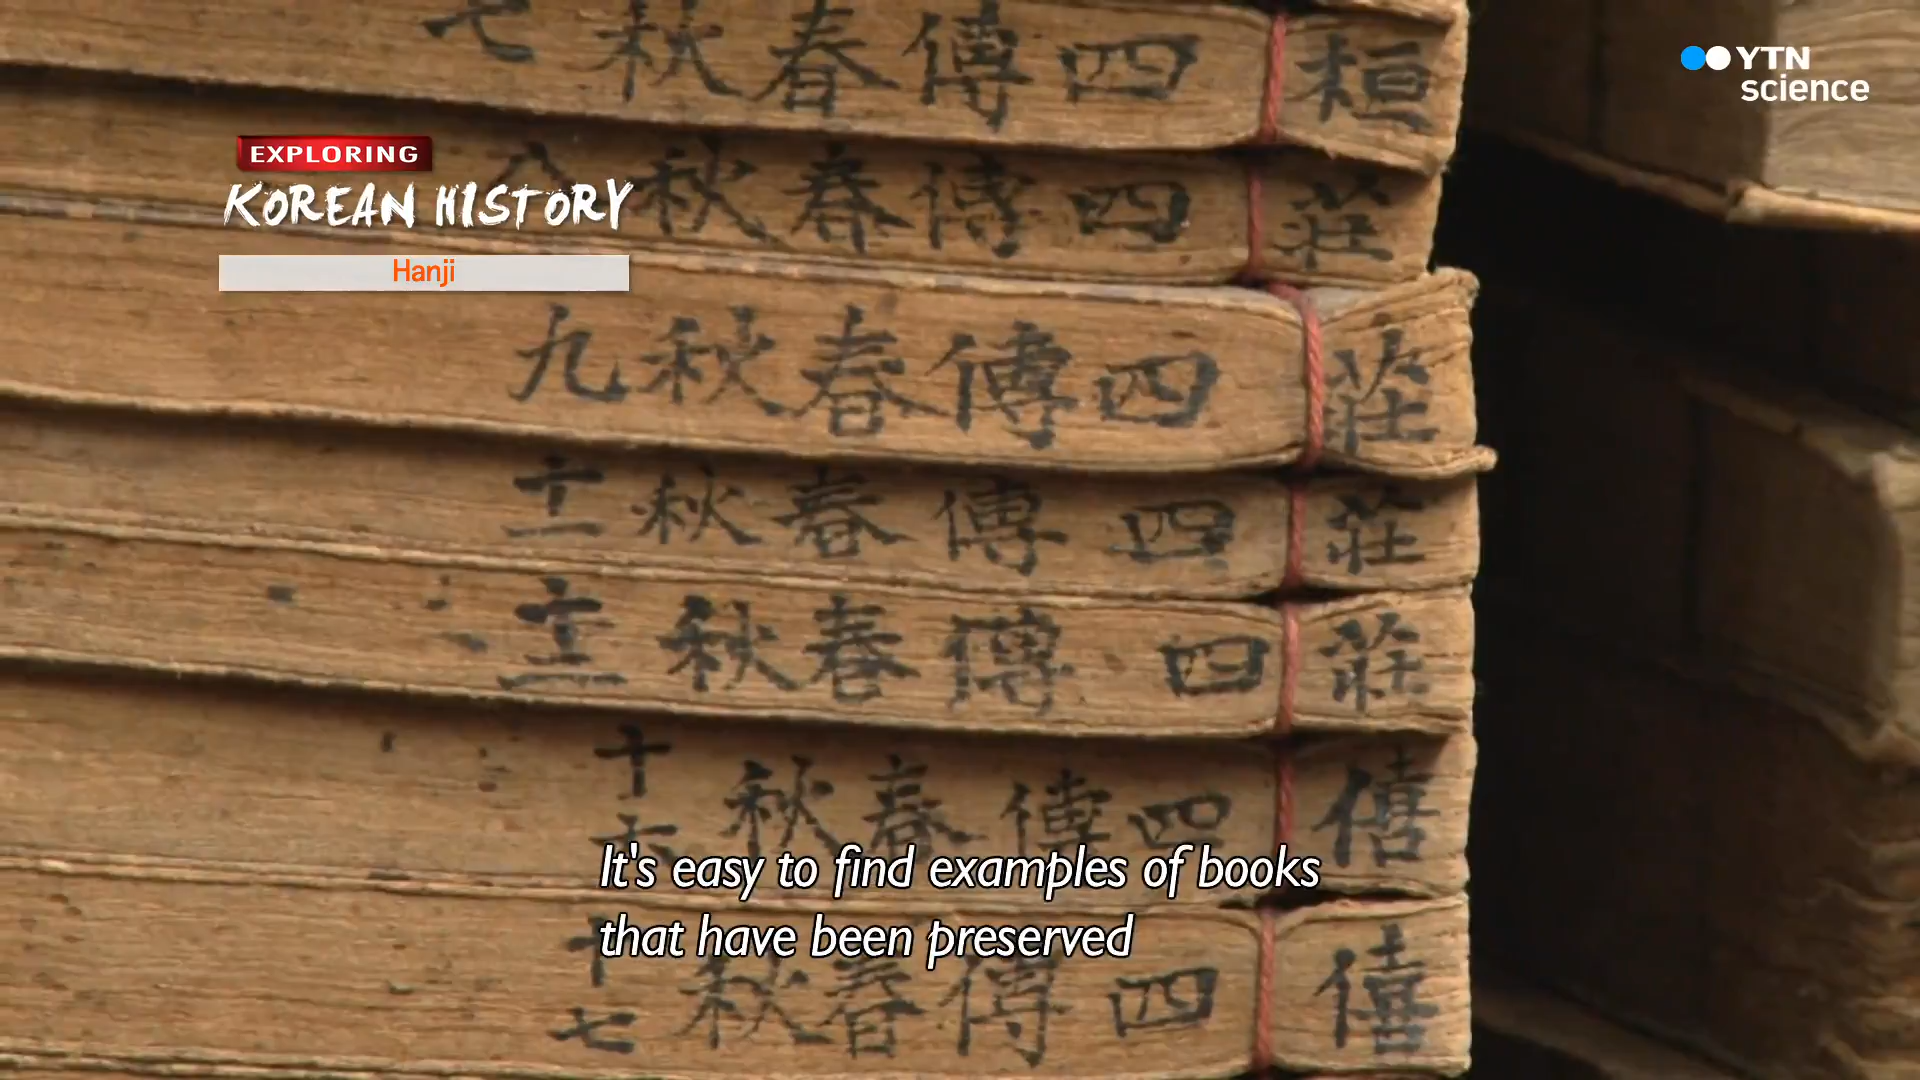 YTN
science
EXPLORING
KOREAN HISTORY
Hanji
桓 四傳春秋七
莊 四傳春秋八
莊 四傳春秋九
莊 四傳春秋
莊 四傳春秋
僖 四傳春秋十六
僖 四傳春秋十七
It's easy to find examples of books
that have been preserved